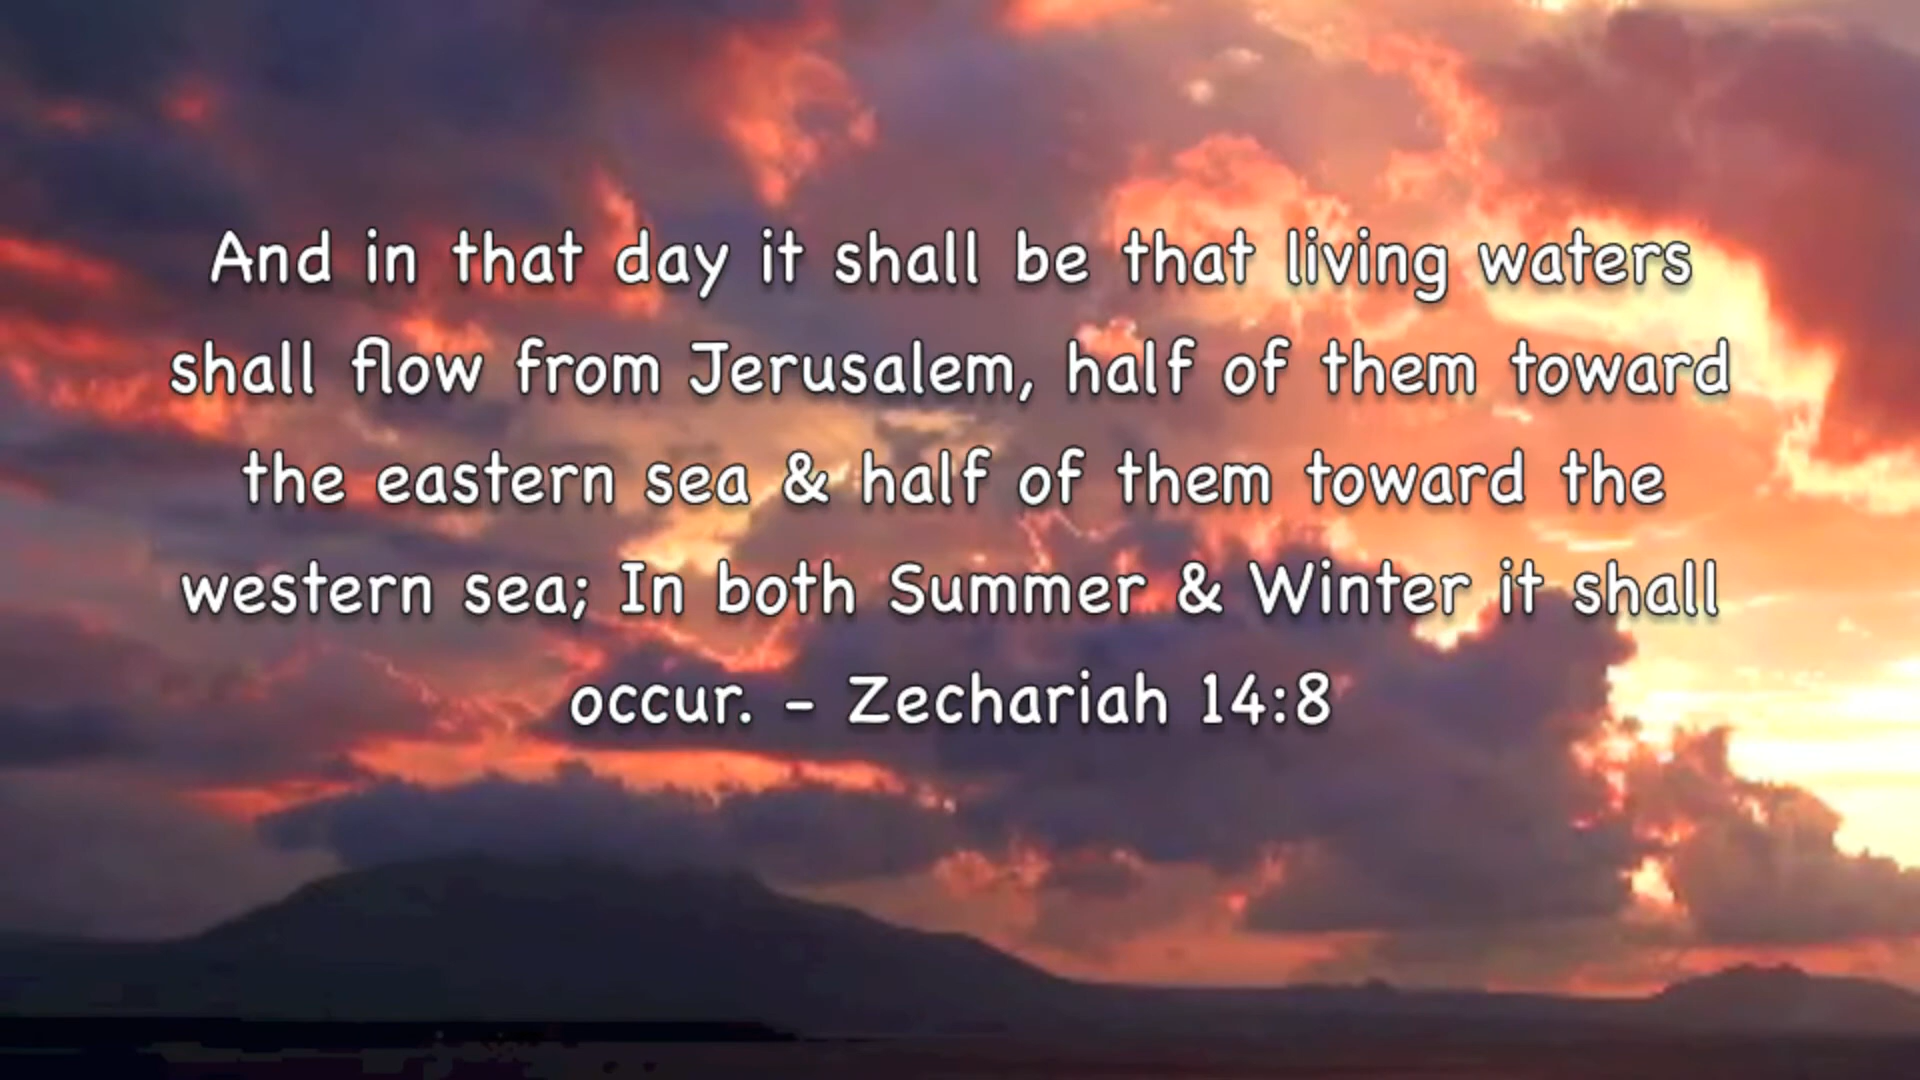 And in that day it shall be that living waters
shall flow from Jerusalem, half of them toward
the eastern sea & half of them toward the
western sea; In both Summer & Winter it shall
occur. - Zechariah 14:8